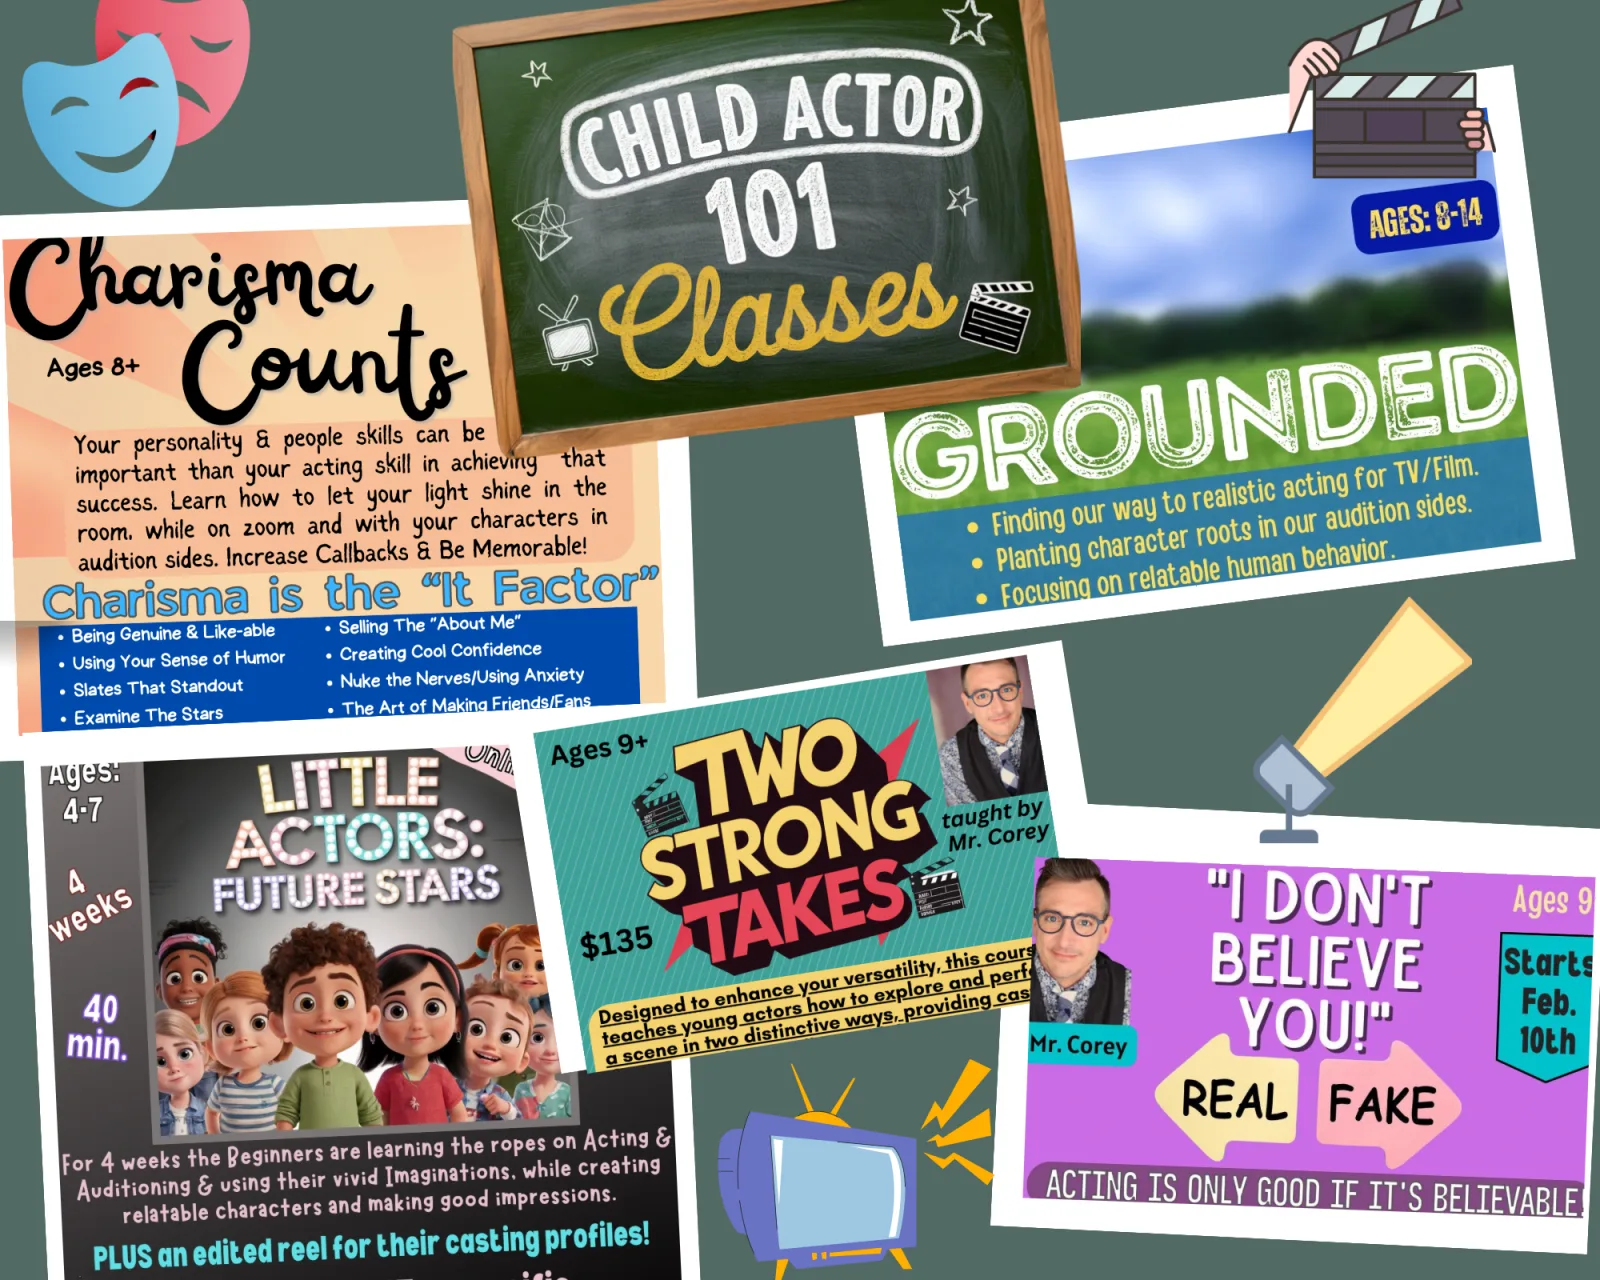 CHILD ACTOR
101
Classes
Charisma
Counts
Ages 8+
Your personality & people skills can be
important than your acting skill in achieving that
success. Learn how to let your light shine in the
room, while on zoom and with your characters in
audition sides. Increase Callbacks & Be Memorable!
Charisma is the "It Factor"
• Being Genuine & Like-able
• Using Your Sense of Humor
• Slates That Standout
• Examine The Stars
• Selling The "About Me"
• Creating Cool Confidence
• Nuke the Nerves/Using Anxiety
• The Art of Making Friends/Fans
AGES: 8-14
GROUNDED
• Finding our way to realistic acting for TV/Film.
• Planting character roots in our audition sides.
• Focusing on relatable human behavior.
Ages:
4-7
4
weeks
40
min.
LITTLE
ACTORS:
FUTURE STARS
For 4 weeks the Beginners are learning the ropes on Acting &
Auditioning & using their vivid Imaginations, while creating
relatable characters and making good impressions.
PLUS an edited reel for their casting profiles!
Ages 9+
TWO
STRONG
TAKES
taught by
Mr. Corey
$135
Designed to enhance your versatility, this cours
teaches young actors how to explore and perf
a scene in two distinctive ways, providing cas
"I DON'T
BELIEVE
YOU!"
Ages 9
Starts
Feb.
10th
Mr. Corey
REAL
FAKE
ACTING IS ONLY GOOD IF IT'S BELIEVABLE!